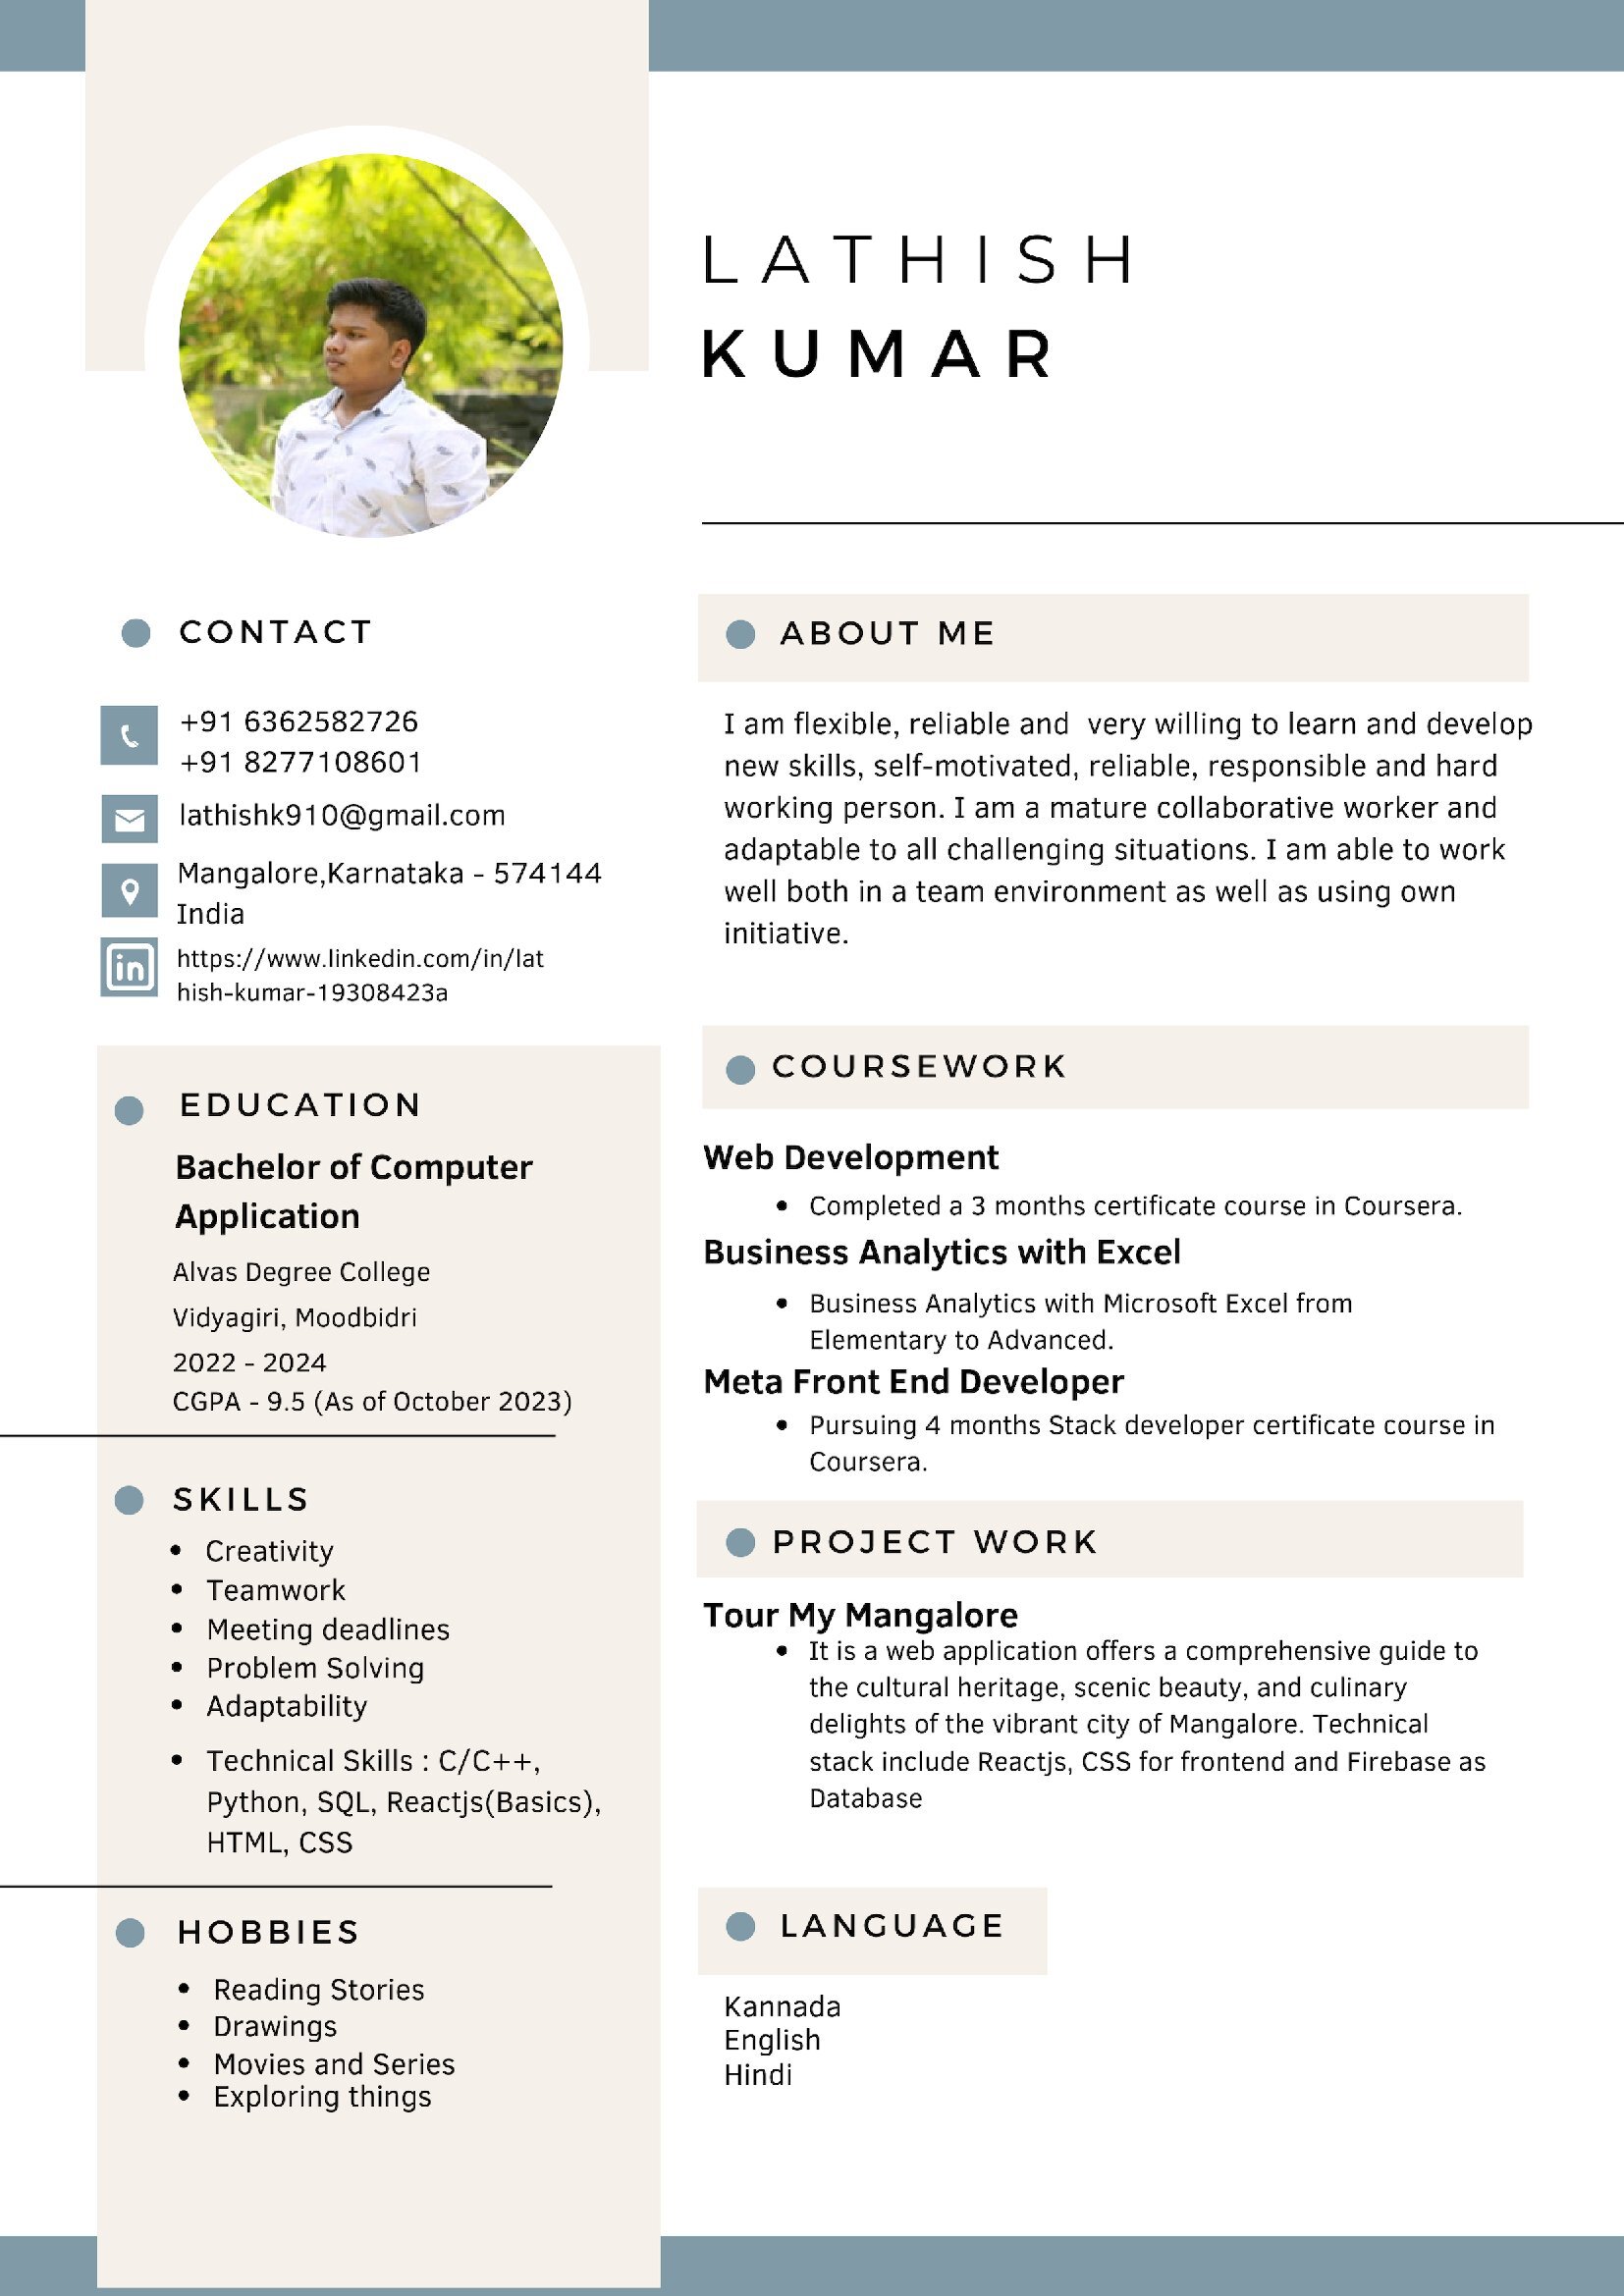 LATHISH
KUMAR
CONTACT
+91 6362582726
+91 8277108601
lathishk910@gmail.com
Mangalore,Karnataka - 574144
India
in
https://www.linkedin.com/in/lat
hish-kumar-19308423a
EDUCATION
Bachelor of Computer
Application
Alvas Degree College
Vidyagiri, Moodbidri
2022 - 2024
CGPA - 9.5 (As of October 2023)
SKILLS
• Creativity
• Teamwork
• Meeting deadlines
• Problem Solving
• Adaptability
• Technical Skills : C/C++,
Python, SQL, Reactjs(Basics),
HTML, CSS
HOBBIES
• Reading Stories
• Drawings
• Movies and Series
• Exploring things
ABOUT ME
I am flexible, reliable and  very willing to learn and develop
new skills, self-motivated, reliable, responsible and hard
working person. I am a mature collaborative worker and
adaptable to all challenging situations. I am able to work
well both in a team environment as well as using own
initiative.
COURSEWORK
Web Development
• Completed a 3 months certificate course in Coursera.
Business Analytics with Excel
• Business Analytics with Microsoft Excel from
Elementary to Advanced.
Meta Front End Developer
• Pursuing 4 months Stack developer certificate course in
Coursera.
PROJECT WORK
Tour My Mangalore
• It is a web application offers a comprehensive guide to
the cultural heritage, scenic beauty, and culinary
delights of the vibrant city of Mangalore. Technical
stack include Reactjs, CSS for frontend and Firebase as
Database
LANGUAGE
Kannada
English
Hindi